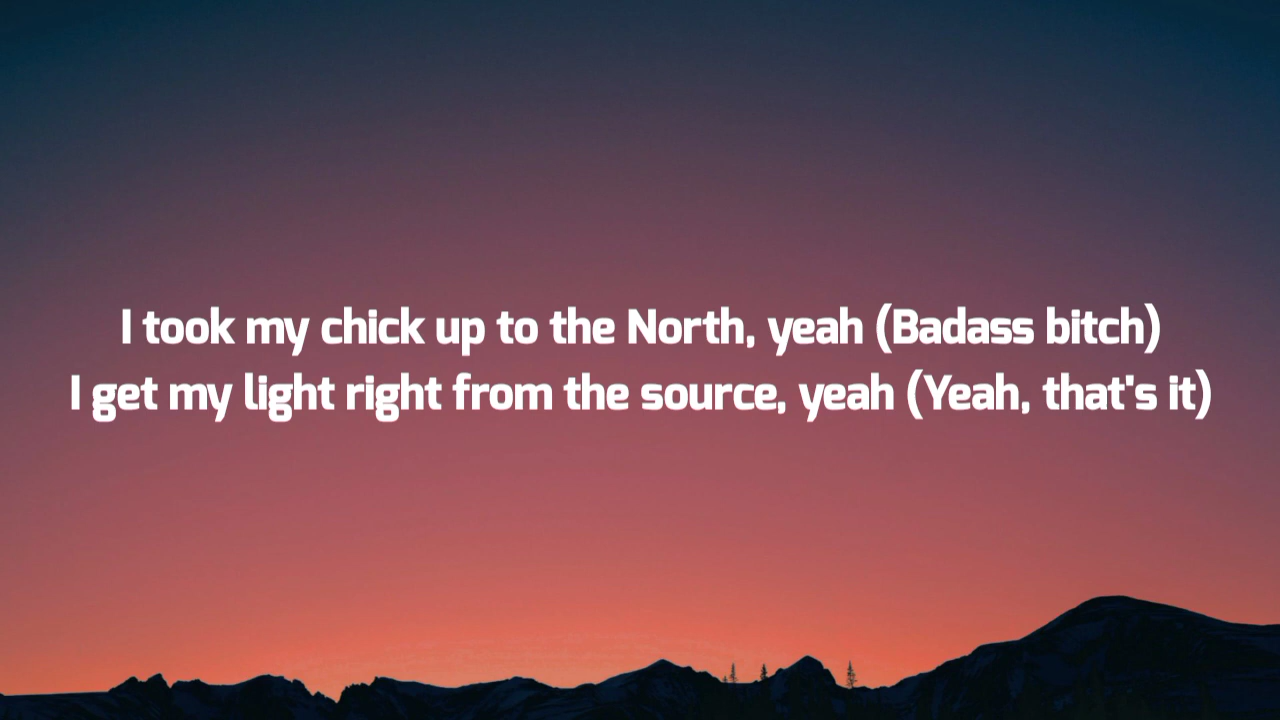 I took my chick up to the North, yeah (Badass bitch)
I get my light right from the source, yeah (Yeah, that's it)